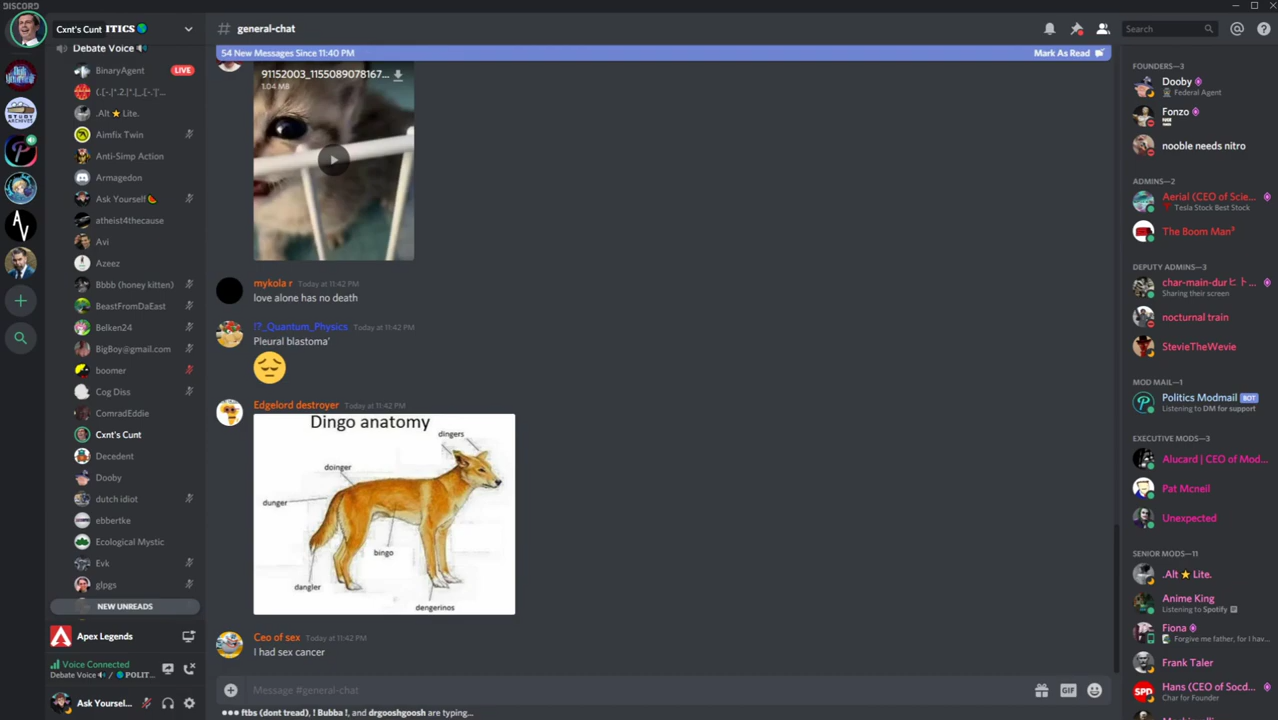 DISCORD
Cxnt's Cunt
ITICS
Debate Voice
BinaryAgent
LIVE
.Alt ⭐ Lite.
Aimfix Twin
Anti-Simp Action
Armagedon
Ask Yourself🍉
atheist4thecause
Avi
Azeez
Bbbb (honey kitten)
BeastFromDaEast
Belken24
BigBoy@gmail.com
boomer
Cog Diss
ComradEddie
Cxnt's Cunt
Decedent
Dooby
dutch idiot
ebbertke
Ecological Mystic
Evk
glpgs
NEW UNREADS
Apex Legends
Voice Connected
Debate Voice / POLIT...
Ask Yoursel...
# general-chat
Search
54 New Messages Since 11:40 PM
Mark As Read
91152003_1155089078167...
1.04 MB
mykola r Today at 11:42 PM
love alone has no death
!?_Quantum_Physics Today at 11:42 PM
Pleural blastoma'
Edgelord destroyer Today at 11:42 PM
Dingo anatomy
dingers
doinger
dunger
bingo
dangler
dengerinos
Ceo of sex Today at 11:42 PM
I had sex cancer
Message #general-chat
GIF
ftbs (dont tread), ! Bubba !, and drgooshgoosh are typing...
FOUNDERS—3
Dooby
Federal Agent
Fonzo
nooble needs nitro
ADMINS—2
Aerial (CEO of Scie...
Tesla Stock Best Stock
The Boom Man³
DEPUTY ADMINS—3
char-main-durヒト...
Sharing their screen
nocturnal train
StevieTheWevie
MOD MAIL—1
Politics Modmail BOT
Listening to DM for support
EXECUTIVE MODS—3
Alucard | CEO of Mod...
Pat Mcneil
Unexpected
SENIOR MODS—11
.Alt ⭐ Lite.
Anime King
Listening to Spotify
Fiona
Forgive me father, for I hav...
Frank Taler
SPD
Hans (CEO of Socd...
Char for Founder